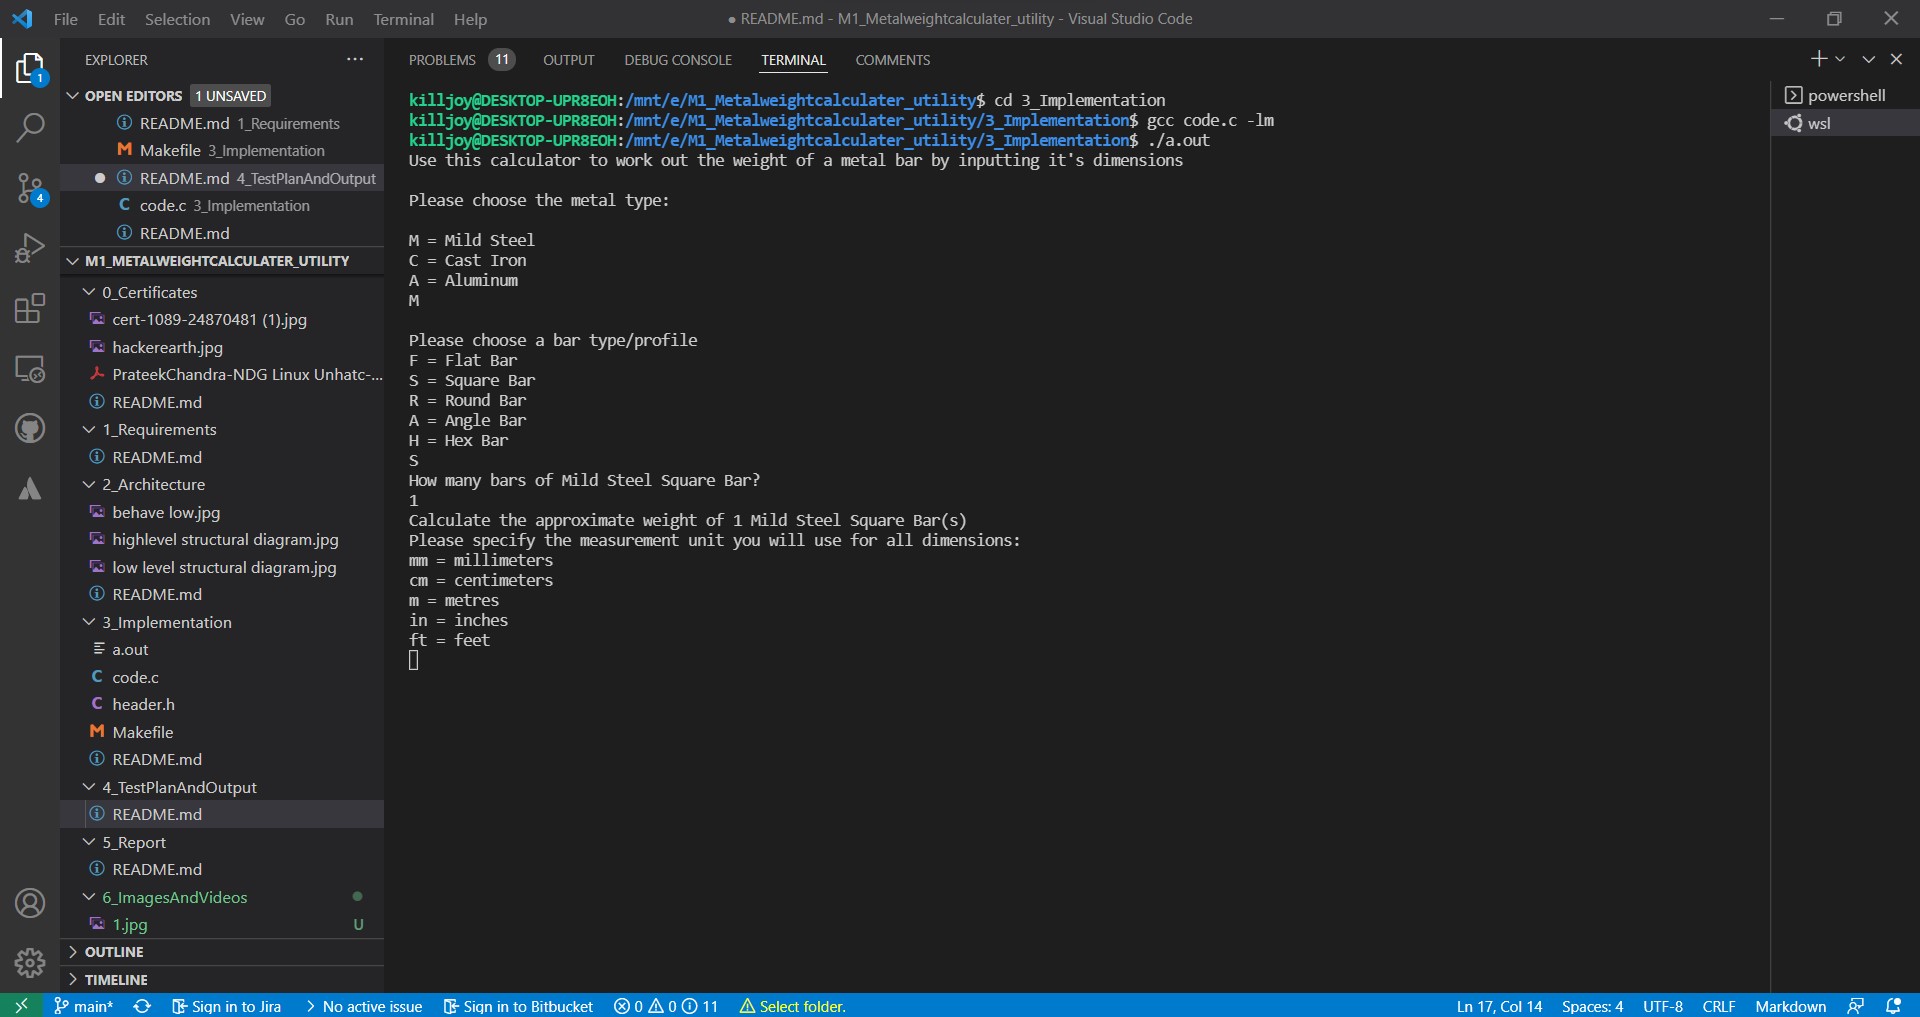 File Edit Selection View Go Run Terminal Help
● README.md - M1_Metalweightcalculater_utility - Visual Studio Code
EXPLORER
OPEN EDITORS 1 UNSAVED
README.md 1_Requirements
Makefile 3_Implementation
README.md 4_TestPlanAndOutput
code.c 3_Implementation
README.md
M1_METALWEIGHTCALCULATER_UTILITY
0_Certificates
cert-1089-24870481 (1).jpg
hackerearth.jpg
PrateekChandra-NDG Linux Unhatc-...
README.md
1_Requirements
README.md
2_Architecture
behave low.jpg
highlevel structural diagram.jpg
low level structural diagram.jpg
README.md
3_Implementation
a.out
code.c
header.h
Makefile
README.md
4_TestPlanAndOutput
README.md
5_Report
README.md
6_ImagesAndVideos
1.jpg U
OUTLINE
TIMELINE
1
4
PROBLEMS 11 OUTPUT DEBUG CONSOLE TERMINAL COMMENTS
killjoy@DESKTOP-UPR8EOH:/mnt/e/M1_Metalweightcalculater_utility$ cd 3_Implementation
killjoy@DESKTOP-UPR8EOH:/mnt/e/M1_Metalweightcalculater_utility/3_Implementation$ gcc code.c -lm
killjoy@DESKTOP-UPR8EOH:/mnt/e/M1_Metalweightcalculater_utility/3_Implementation$ ./a.out
Use this calculator to work out the weight of a metal bar by inputting it's dimensions
Please choose the metal type:
M = Mild Steel
C = Cast Iron
A = Aluminum
M
Please choose a bar type/profile
F = Flat Bar
S = Square Bar
R = Round Bar
A = Angle Bar
H = Hex Bar
S
How many bars of Mild Steel Square Bar?
1
Calculate the approximate weight of 1 Mild Steel Square Bar(s)
Please specify the measurement unit you will use for all dimensions:
mm = millimeters
cm = centimeters
m = metres
in = inches
ft = feet
powershell
wsl
main* Sign in to Jira No active issue Sign in to Bitbucket 0 0 11 Select folder. Ln 17, Col 14 Spaces: 4 UTF-8 CRLF Markdown